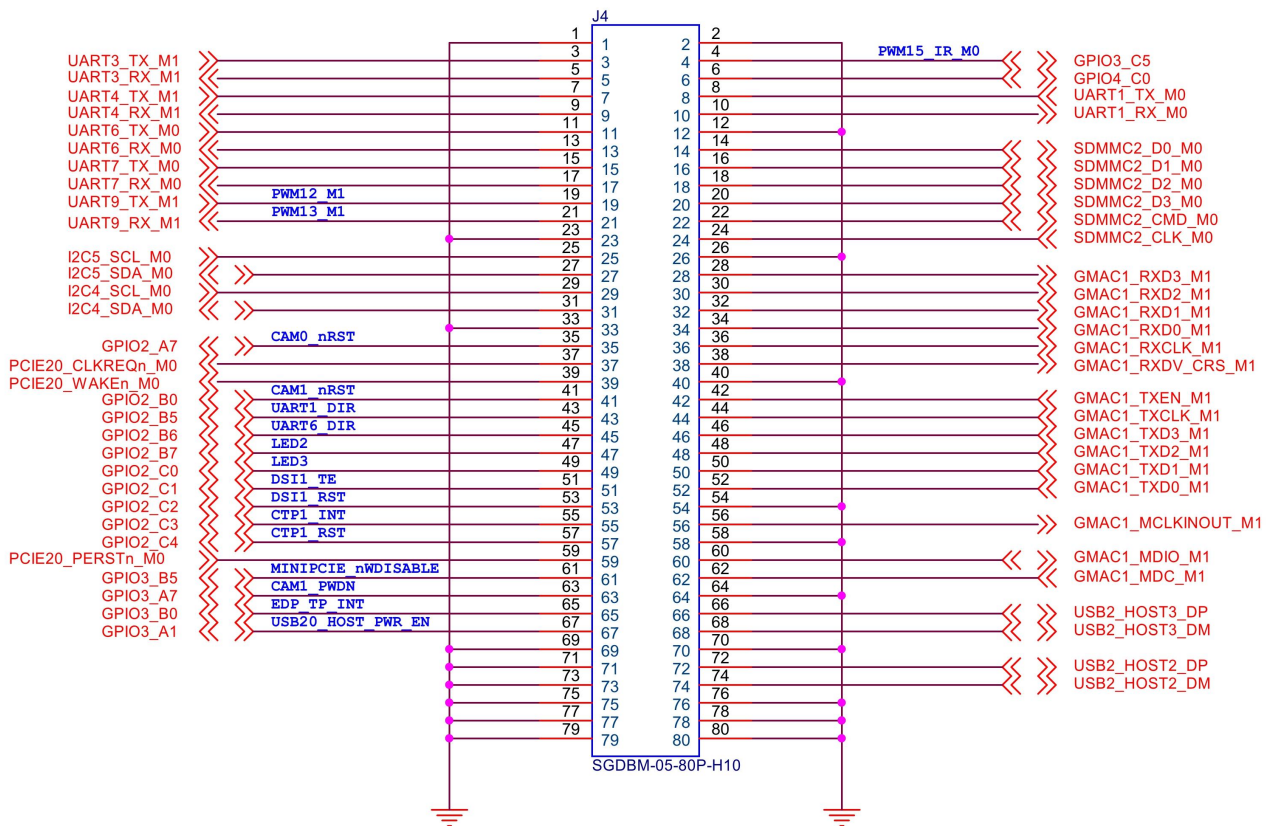 J4
1 1 2 2
UART3_TX_M1 3 3 4 4 PWM15_IR_M0 GPIO3_C5
UART3_RX_M1 5 5 6 6 GPIO4_C0
UART4_TX_M1 7 7 8 8 UART1_TX_M0
UART4_RX_M1 9 9 10 10 UART1_RX_M0
UART6_TX_M0 11 11 12 12
UART6_RX_M0 13 13 14 14 SDMMC2_D0_M0
UART7_TX_M0 15 15 16 16 SDMMC2_D1_M0
UART7_RX_M0 17 17 18 18 SDMMC2_D2_M0
UART9_TX_M1 PWM12_M1 19 19 20 20 SDMMC2_D3_M0
UART9_RX_M1 PWM13_M1 21 21 22 22 SDMMC2_CMD_M0
23 23 24 24 SDMMC2_CLK_M0
I2C5_SCL_M0 25 25 26 26
I2C5_SDA_M0 27 27 28 28 GMAC1_RXD3_M1
I2C4_SCL_M0 29 29 30 30 GMAC1_RXD2_M1
I2C4_SDA_M0 31 31 32 32 GMAC1_RXD1_M1
33 33 34 34 GMAC1_RXD0_M1
GPIO2_A7 CAM0_nRST 35 35 36 36 GMAC1_RXCLK_M1
PCIE20_CLKREQn_M0 37 37 38 38 GMAC1_RXDV_CRS_M1
PCIE20_WAKEn_M0 39 39 40 40
GPIO2_B0 CAM1_nRST 41 41 42 42 GMAC1_TXEN_M1
GPIO2_B5 UART1_DIR 43 43 44 44 GMAC1_TXCLK_M1
GPIO2_B6 UART6_DIR 45 45 46 46 GMAC1_TXD3_M1
GPIO2_B7 LED2 47 47 48 48 GMAC1_TXD2_M1
GPIO2_C0 LED3 49 49 50 50 GMAC1_TXD1_M1
GPIO2_C1 DSI1_TE 51 51 52 52 GMAC1_TXD0_M1
GPIO2_C2 DSI1_RST 53 53 54 54
GPIO2_C3 CTP1_INT 55 55 56 56 GMAC1_MCLKINOUT_M1
GPIO2_C4 CTP1_RST 57 57 58 58
PCIE20_PERSTn_M0 59 59 60 60 GMAC1_MDIO_M1
GPIO3_B5 MINIPCIE_nWDISABLE 61 61 62 62 GMAC1_MDC_M1
GPIO3_A7 CAM1_PWDN 63 63 64 64
GPIO3_B0 EDP_TP_INT 65 65 66 66 USB2_HOST3_DP
GPIO3_A1 USB20_HOST_PWR_EN 67 67 68 68 USB2_HOST3_DM
69 69 70 70
71 71 72 72 USB2_HOST2_DP
73 73 74 74 USB2_HOST2_DM
75 75 76 76
77 77 78 78
79 79 80 80
SGDBM-05-80P-H10